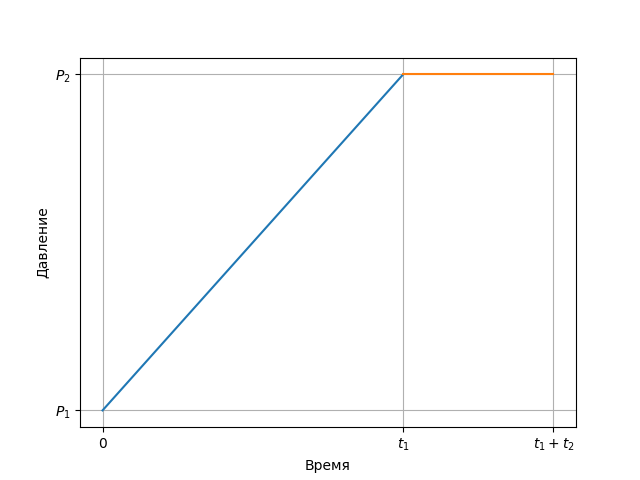 P₂
Давление
P₁
0
t₁
t₁ + t₂
Время